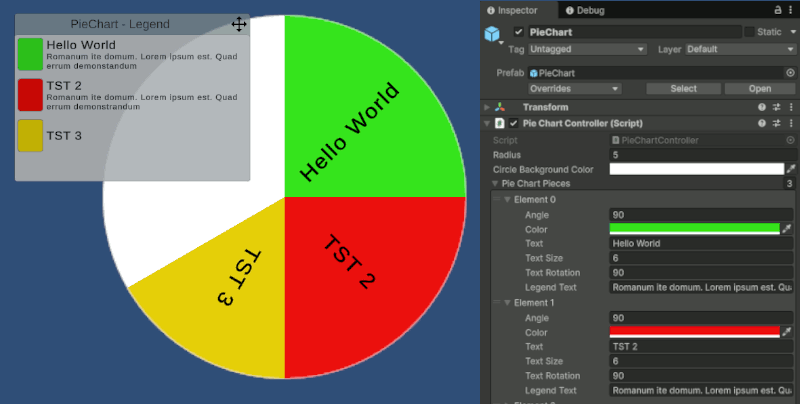 PieChart - Legend
Hello World
Romanum ite domum. Lorem ipsum est. Quad
errum demonstandum
TST 2
Romanum ite domum. Lorem ipsum est. Quad
errum demonstrandum
TST 3
Hello World
TST 2
TST 3
Inspector
Debug
PieChart
Static
Tag
Untagged
Layer
Default
Prefab
PieChart
Overrides
Select
Open
Transform
Pie Chart Controller (Script)
Script
PieChartController
Radius
5
Circle Background Color
Pie Chart Pieces
3
Element 0
Angle
90
Color
Text
Hello World
Text Size
6
Text Rotation
90
Legend Text
Romanum ite domum. Lorem ipsum est. Qua
Element 1
Angle
90
Color
Text
TST 2
Text Size
6
Text Rotation
90
Legend Text
Romanum ite domum. Lorem ipsum est. Qua